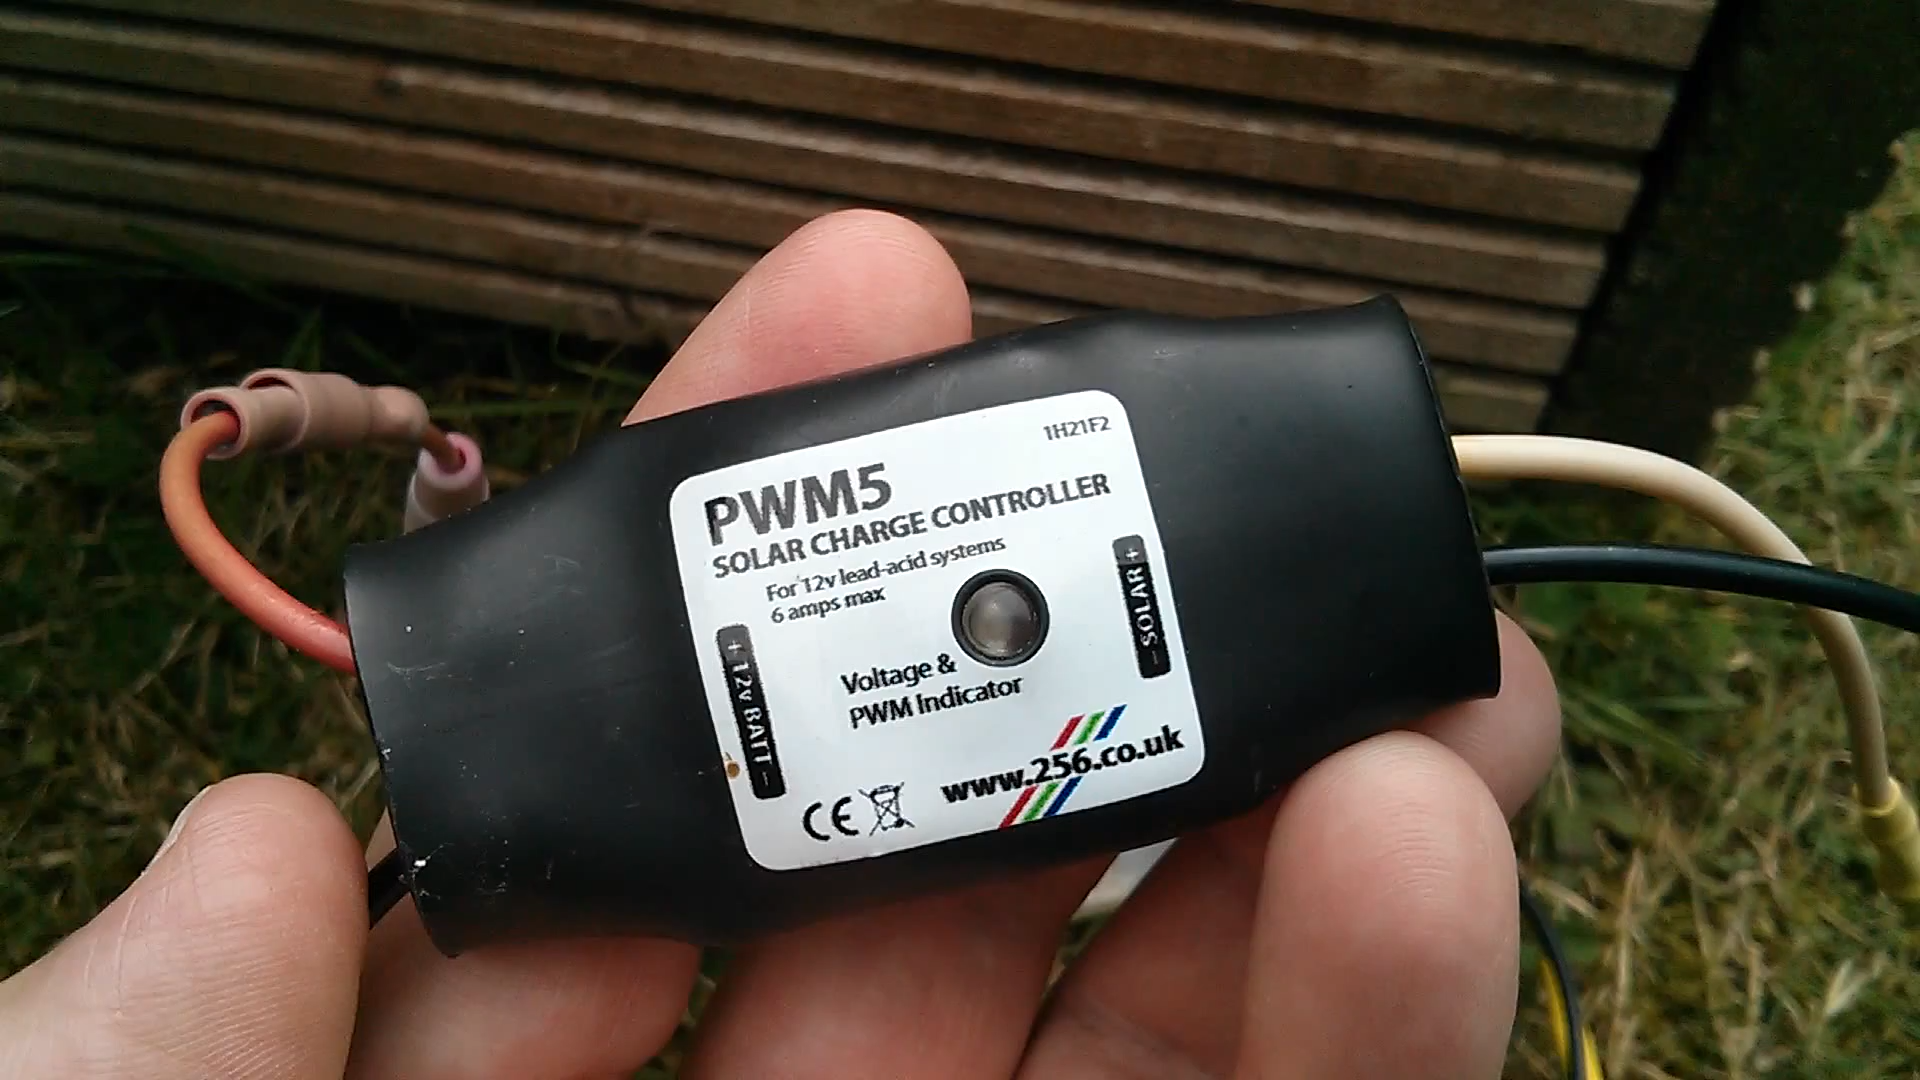 1H21F2
PWM5
SOLAR CHARGE CONTROLLER
For 12v lead-acid systems
6 amps max
+ 12v BATT -
- SOLAR +
Voltage &
PWM Indicator
CE
www.256.co.uk